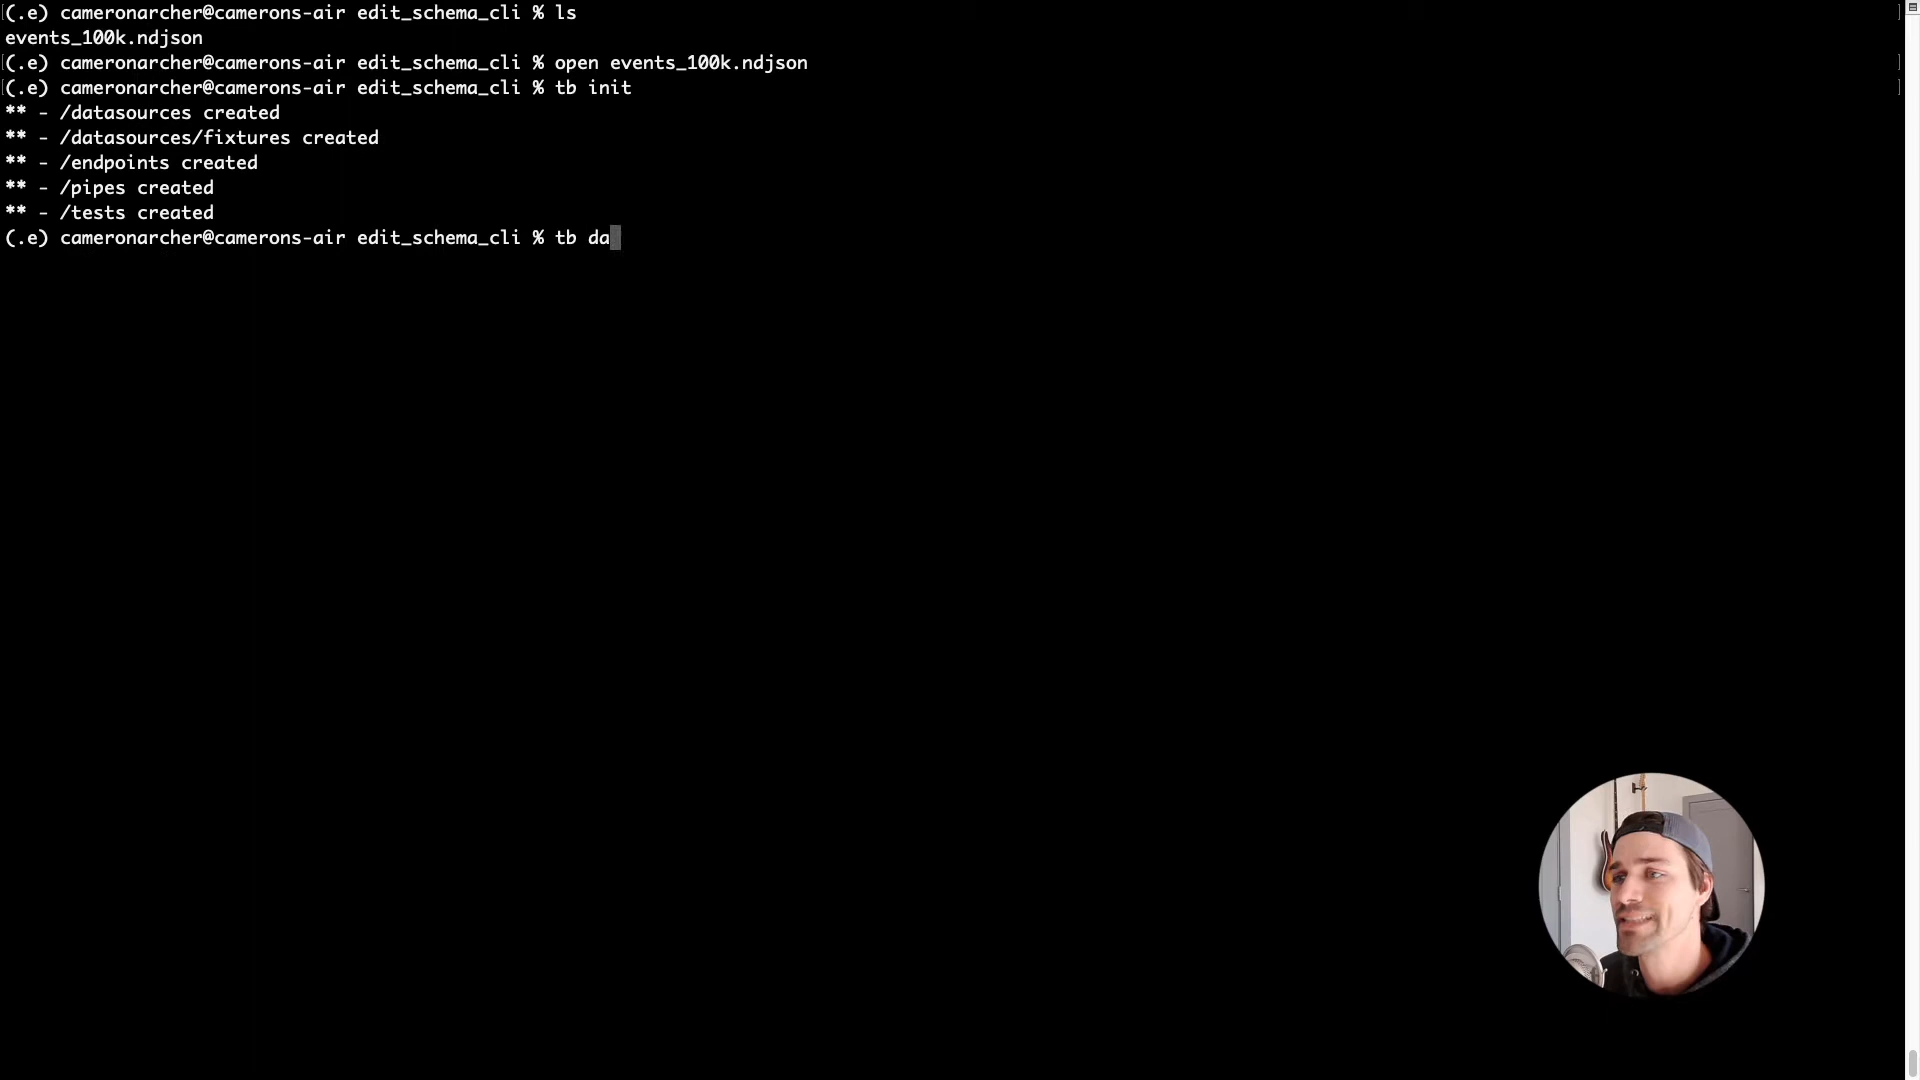 (.e) cameronarcher@camerons-air edit_schema_cli % ls
events_100k.ndjson
(.e) cameronarcher@camerons-air edit_schema_cli % open events_100k.ndjson
(.e) cameronarcher@camerons-air edit_schema_cli % tb init
** - /datasources created
** - /datasources/fixtures created
** - /endpoints created
** - /pipes created
** - /tests created
(.e) cameronarcher@camerons-air edit_schema_cli % tb da